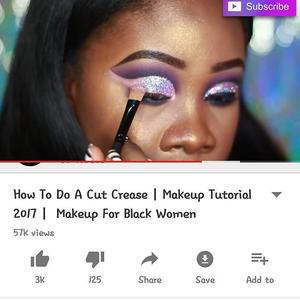 Subscribe
How To Do A Cut Crease | Makeup Tutorial
2017 | Makeup For Black Women
57K views
3K
125
Share
Save
Add to